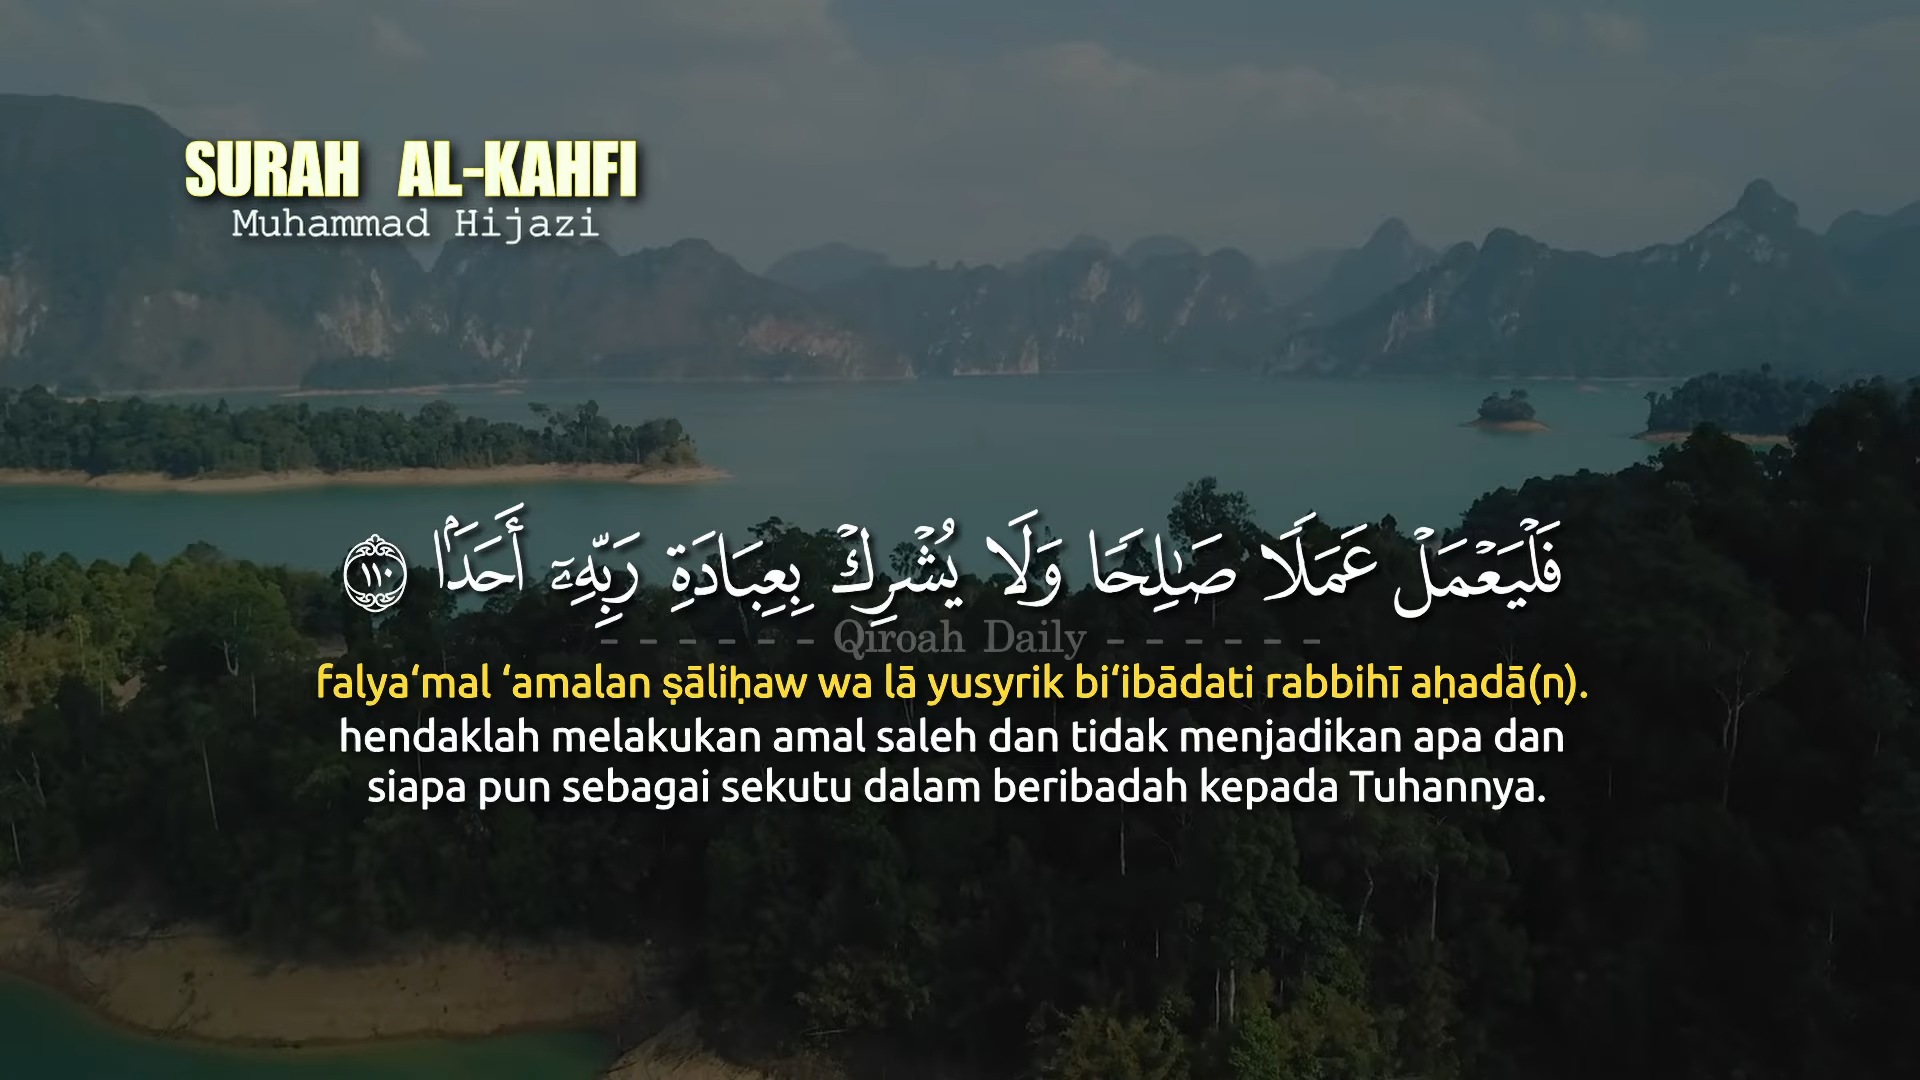 SURAH AL-KAHFI
Muhammad Hijazi
فَلْيَعْمَلْ عَمَلًا صَـٰلِحًا وَلَا يُشْرِكْ بِعِبَادَةِ رَبِّهِۦٓ أَحَدًۢا ١١٠
- - - - - - Qiroah Daily - - - - - -
falya‘mal ‘amalan ṣāliḥaw wa lā yusyrik bi‘ibādati rabbihī aḥadā(n).
hendaklah melakukan amal saleh dan tidak menjadikan apa dan
siapa pun sebagai sekutu dalam beribadah kepada Tuhannya.